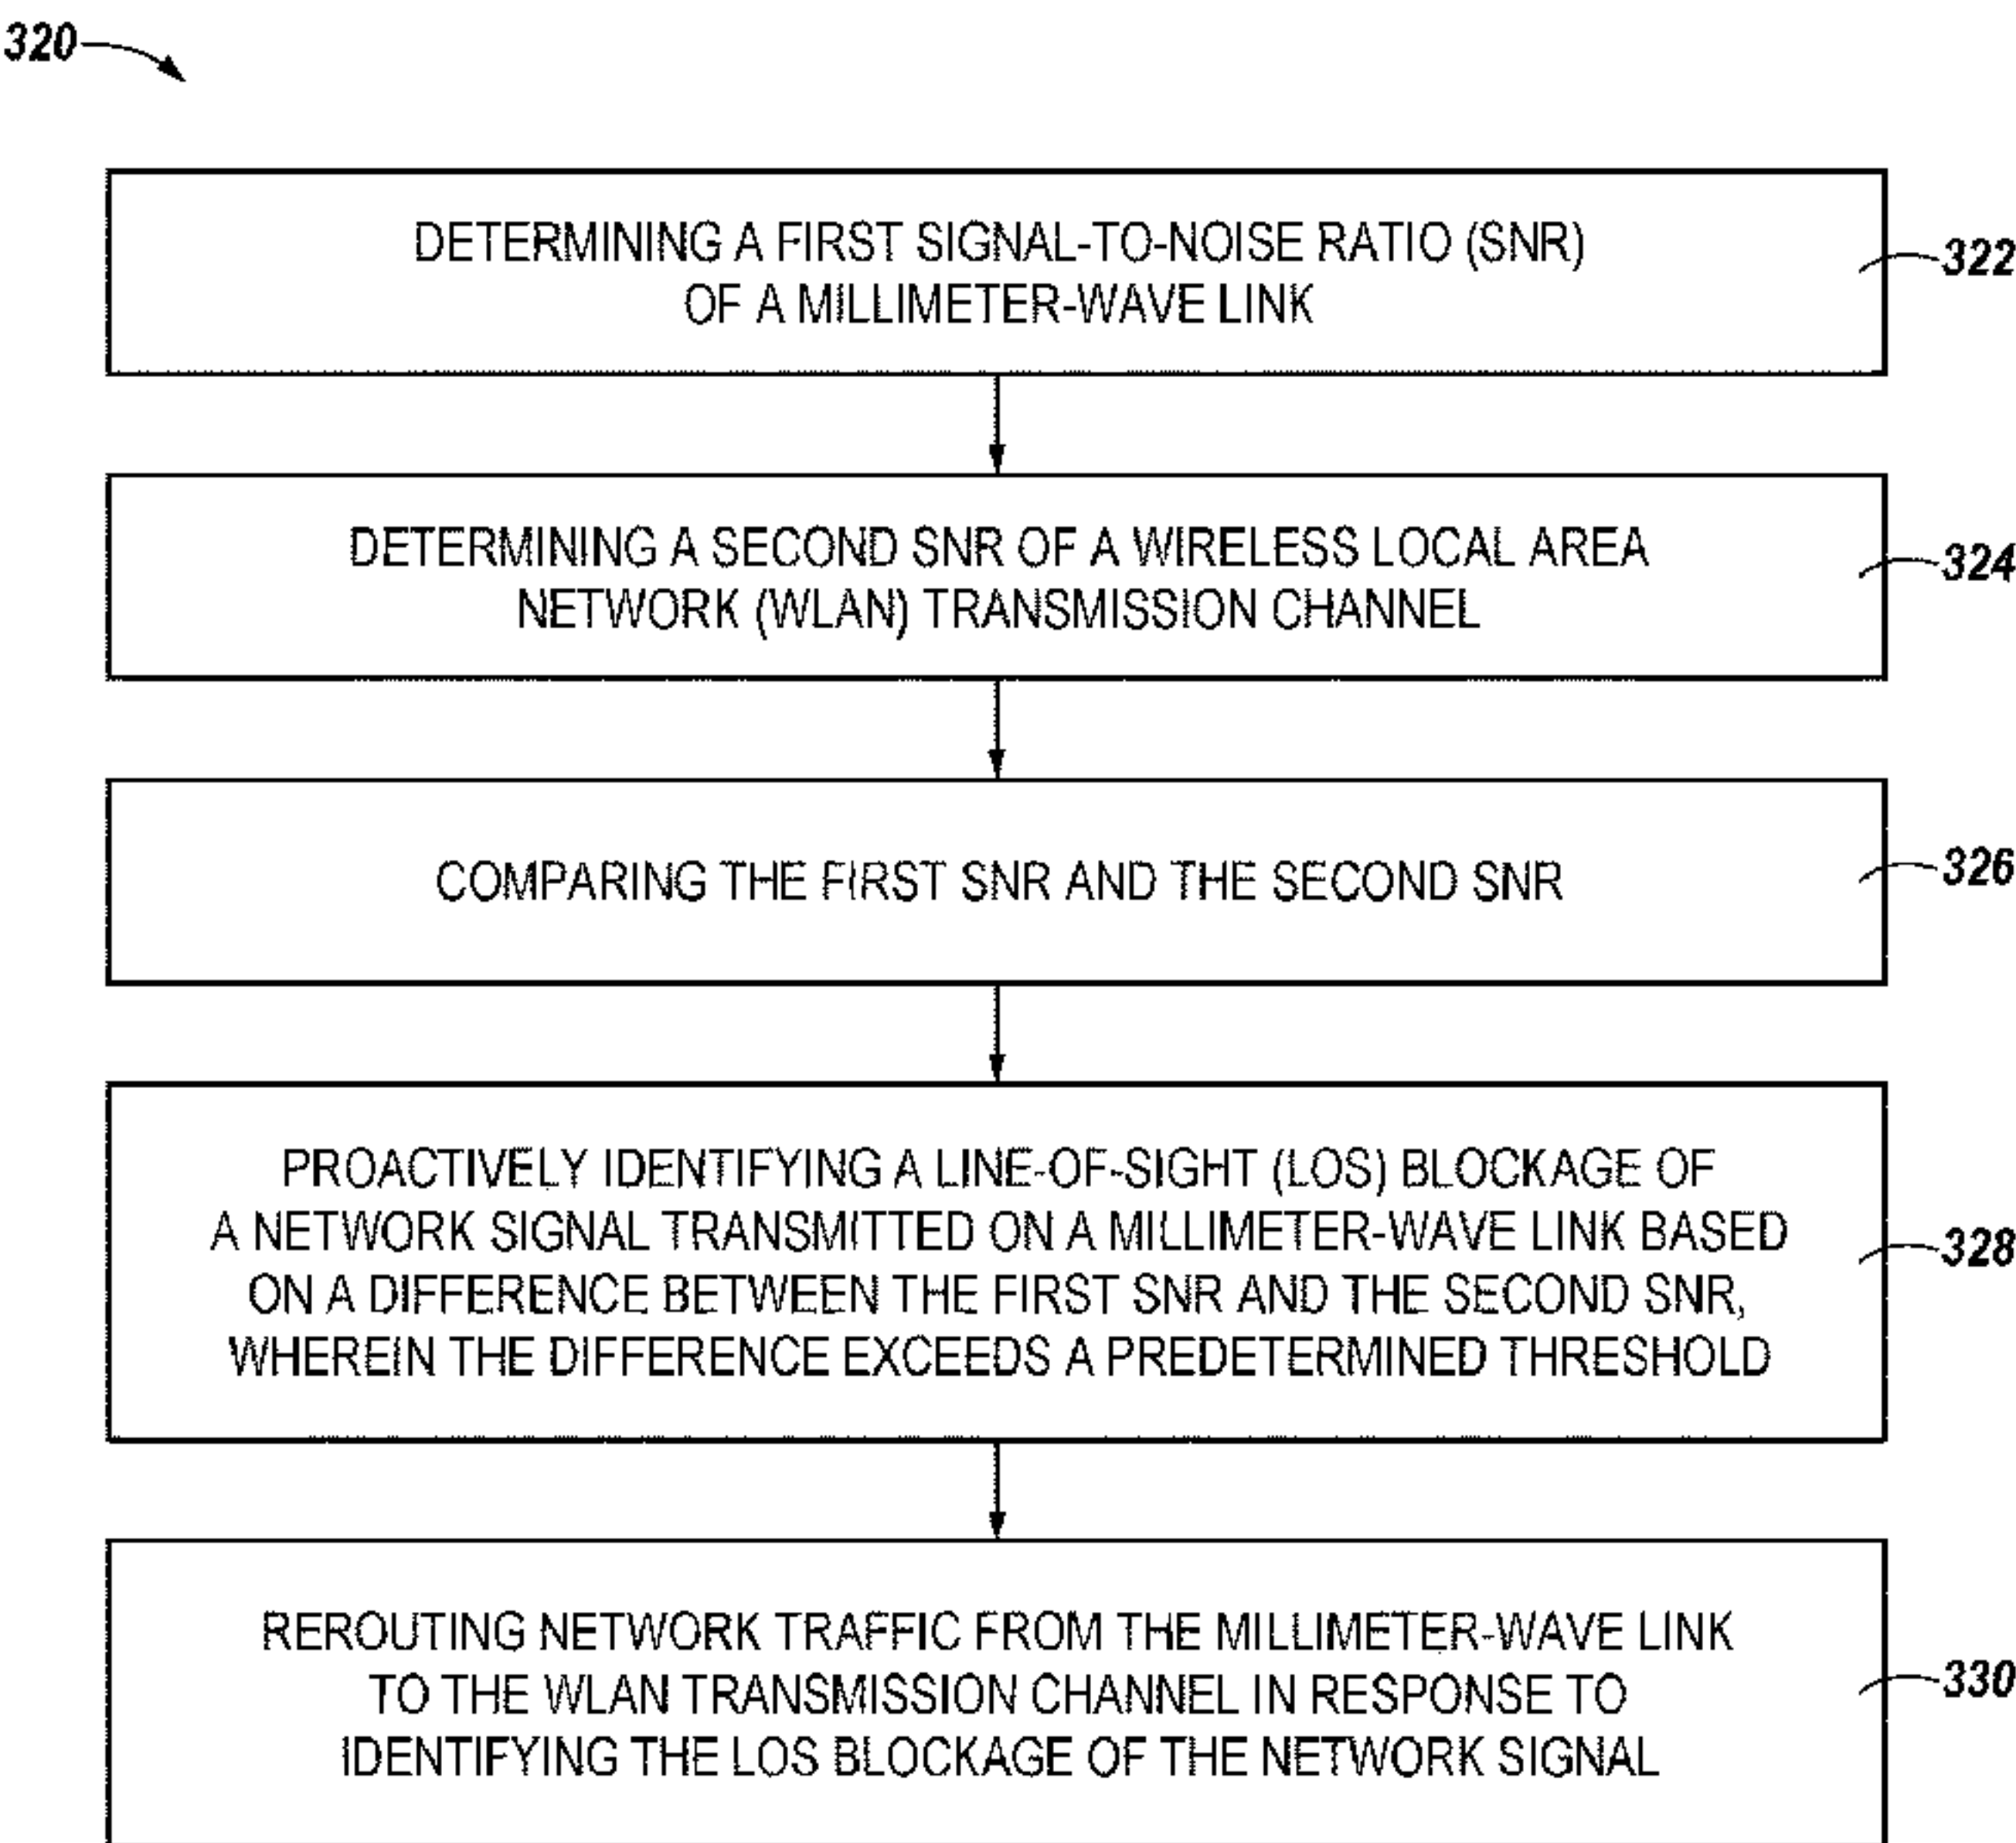 320
DETERMINING A FIRST SIGNAL-TO-NOISE RATIO (SNR)
OF A MILLIMETER-WAVE LINK
322
DETERMINING A SECOND SNR OF A WIRELESS LOCAL AREA
NETWORK (WLAN) TRANSMISSION CHANNEL
324
COMPARING THE FIRST SNR AND THE SECOND SNR
326
PROACTIVELY IDENTIFYING A LINE-OF-SIGHT (LOS) BLOCKAGE OF
A NETWORK SIGNAL TRANSMITTED ON A MILLIMETER-WAVE LINK BASED
ON A DIFFERENCE BETWEEN THE FIRST SNR AND THE SECOND SNR,
WHEREIN THE DIFFERENCE EXCEEDS A PREDETERMINED THRESHOLD
328
REROUTING NETWORK TRAFFIC FROM THE MILLIMETER-WAVE LINK
TO THE WLAN TRANSMISSION CHANNEL IN RESPONSE TO
IDENTIFYING THE LOS BLOCKAGE OF THE NETWORK SIGNAL
330